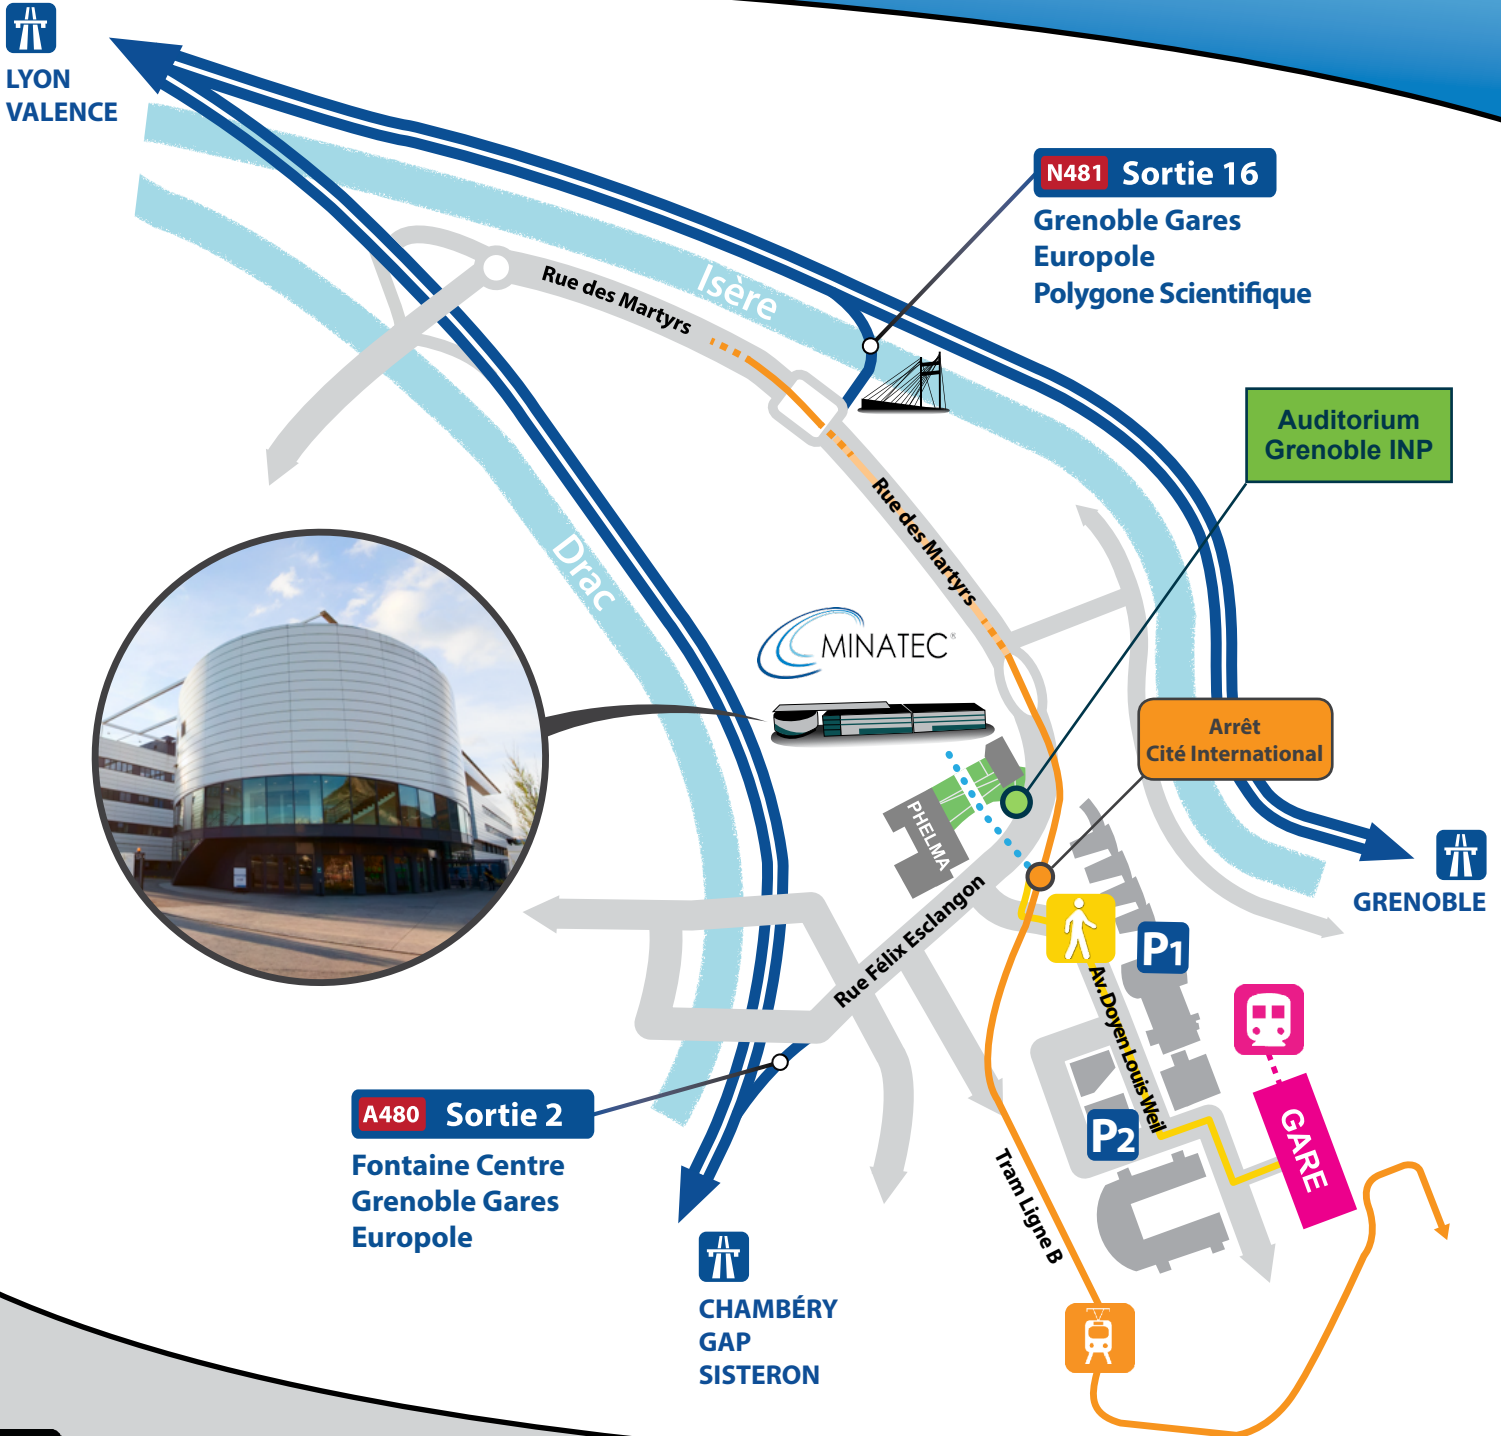 LYON
VALENCE
N481 Sortie 16
Grenoble Gares
Europole
Polygone Scientifique
Isère
Rue des Martyrs
Auditorium
Grenoble INP
Rue des Martyrs
Drac
MINATEC®
Arrêt
Cité International
PHELMA
GRENOBLE
Rue Félix Esclangon
P1
Av. Doyen Louis Weil
A480 Sortie 2
Fontaine Centre
Grenoble Gares
Europole
P2
GARE
Tram Ligne B
CHAMBÉRY
GAP
SISTERON